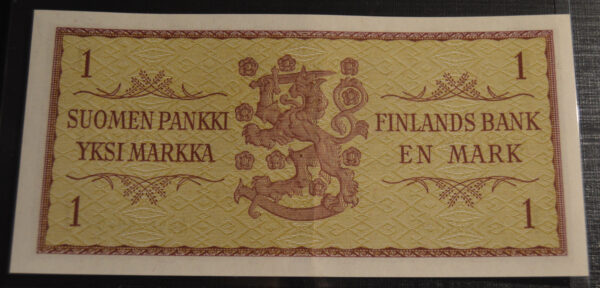 1
1
SUOMEN PANKKI
YKSI MARKKA
FINLANDS BANK
EN MARK
1
1